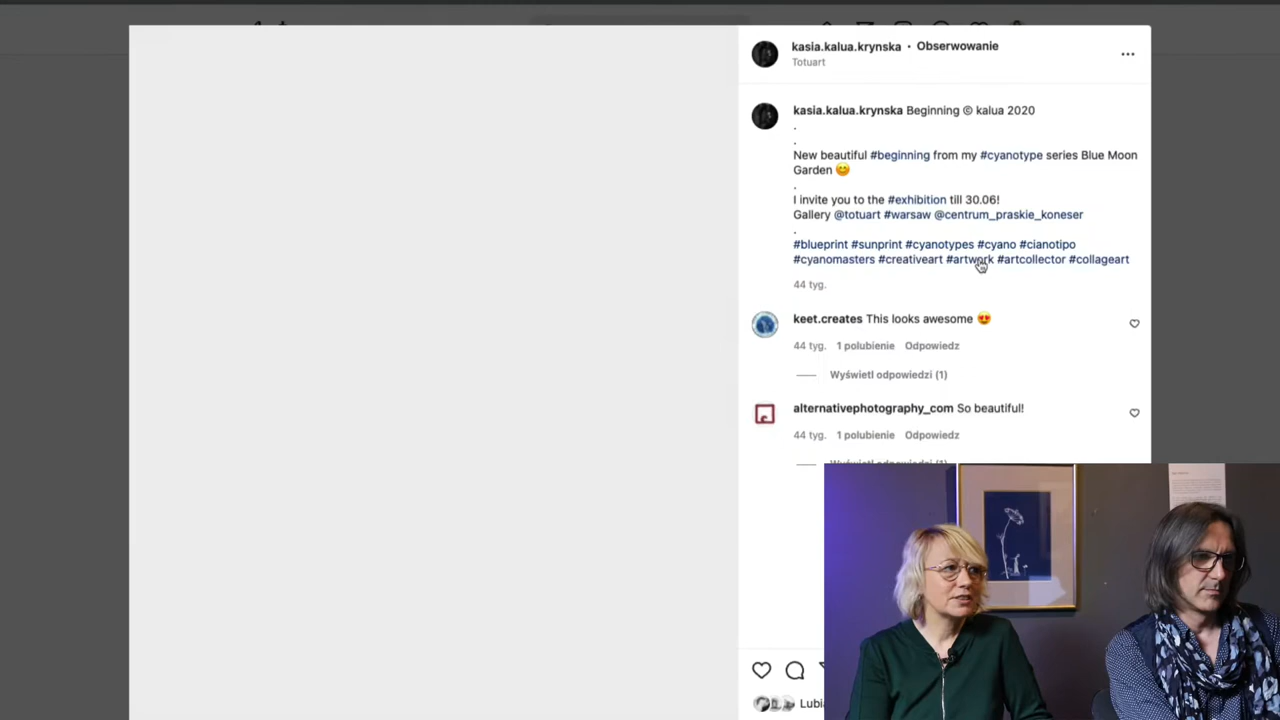 kasia.kalua.krynska • Obserwowanie
Totuart
kasia.kalua.krynska Beginning © kalua 2020
.
.
New beautiful #beginning from my #cyanotype series Blue Moon
Garden 😊
.
I invite you to the #exhibition till 30.06!
Gallery @totuart #warsaw @centrum_praskie_koneser
.
#blueprint #sunprint #cyanotypes #cyano #cianotipo
#cyanomasters #creativeart #artwork #artcollector #collageart
44 tyg.
keet.creates This looks awesome 😍
44 tyg. 1 polubienie Odpowiedz
Wyświetl odpowiedzi (1)
alternativephotography_com So beautiful!
44 tyg. 1 polubienie Odpowiedz
Wyświetl odpowiedzi (1)